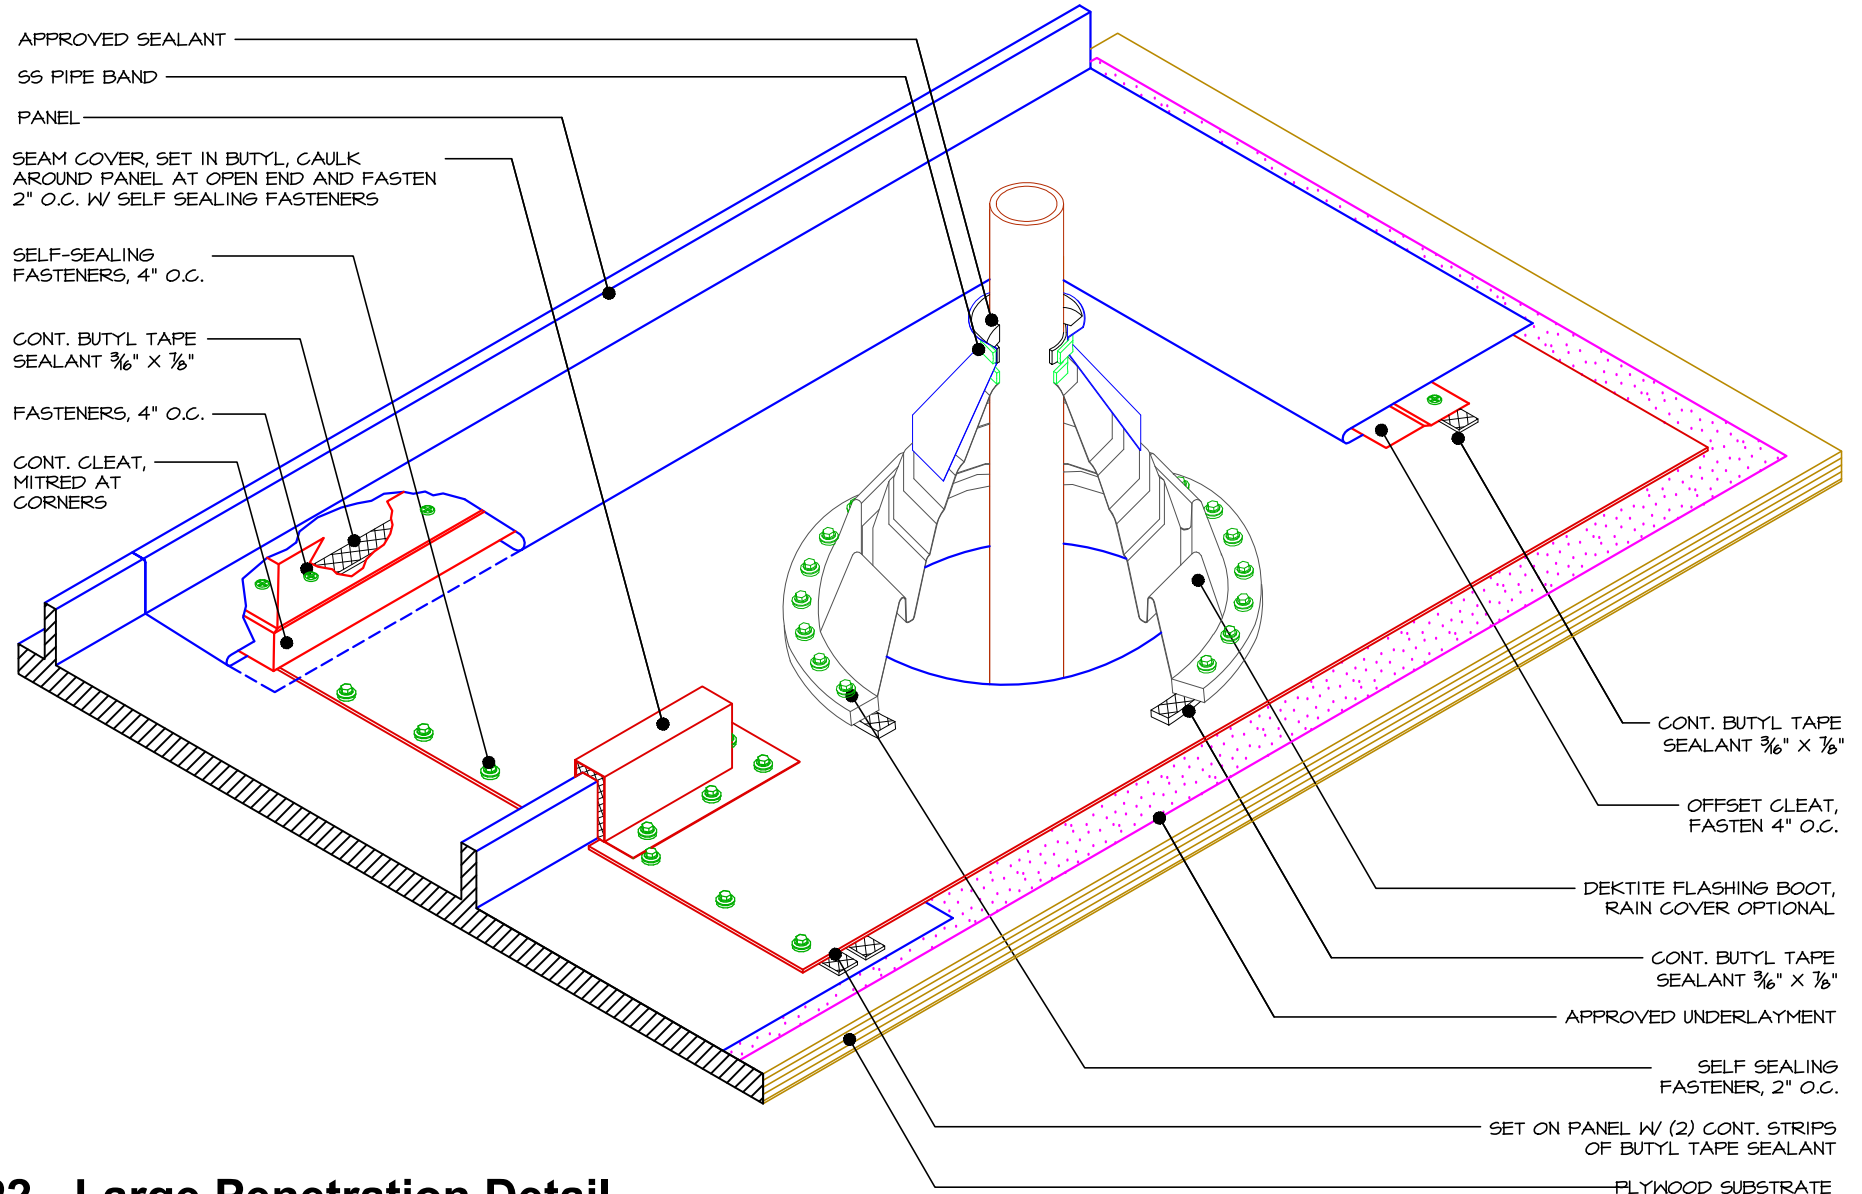 APPROVED SEALANT
SS PIPE BAND
PANEL
SEAM COVER, SET IN BUTYL, CAULK
AROUND PANEL AT OPEN END AND FASTEN
2" O.C. W/ SELF SEALING FASTENERS
SELF-SEALING
FASTENERS, 4" O.C.
CONT. BUTYL TAPE
SEALANT 3/16" X 7/8"
FASTENERS, 4" O.C.
CONT. CLEAT,
MITRED AT
CORNERS
CONT. BUTYL TAPE
SEALANT 3/16" X 7/8"
OFFSET CLEAT,
FASTEN 4" O.C.
DEKTITE FLASHING BOOT,
RAIN COVER OPTIONAL
CONT. BUTYL TAPE
SEALANT 3/16" X 7/8"
APPROVED UNDERLAYMENT
SELF SEALING
FASTENER, 2" O.C.
SET ON PANEL W/ (2) CONT. STRIPS
OF BUTYL TAPE SEALANT
PLYWOOD SUBSTRATE
Large Penetration Detail